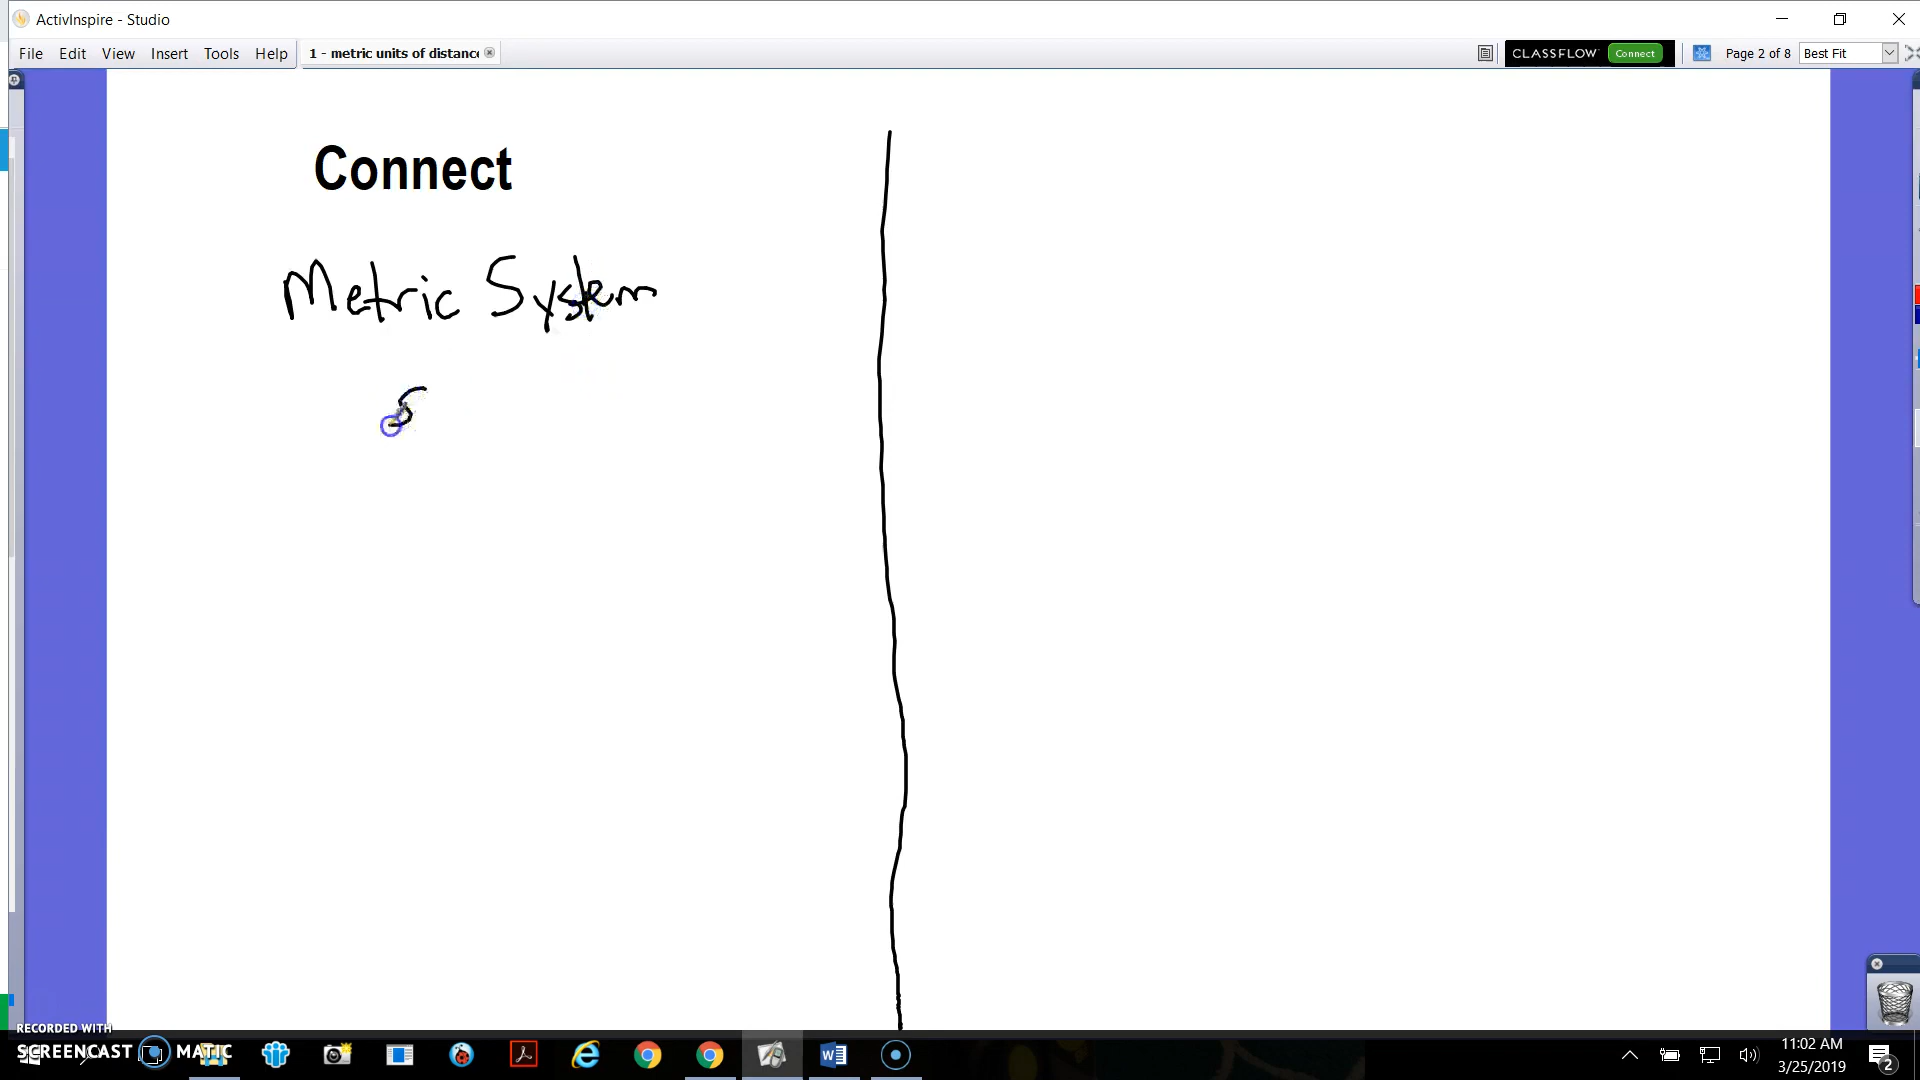 ActivInspire - Studio
File Edit View Insert Tools Help 1 - metric units of distanc CLASSFLOW Connect Page 2 of 8 Best Fit
Connect
Metric System
S
RECORDED WITH
SCREENCAST MATIC
11:02 AM
3/25/2019
2